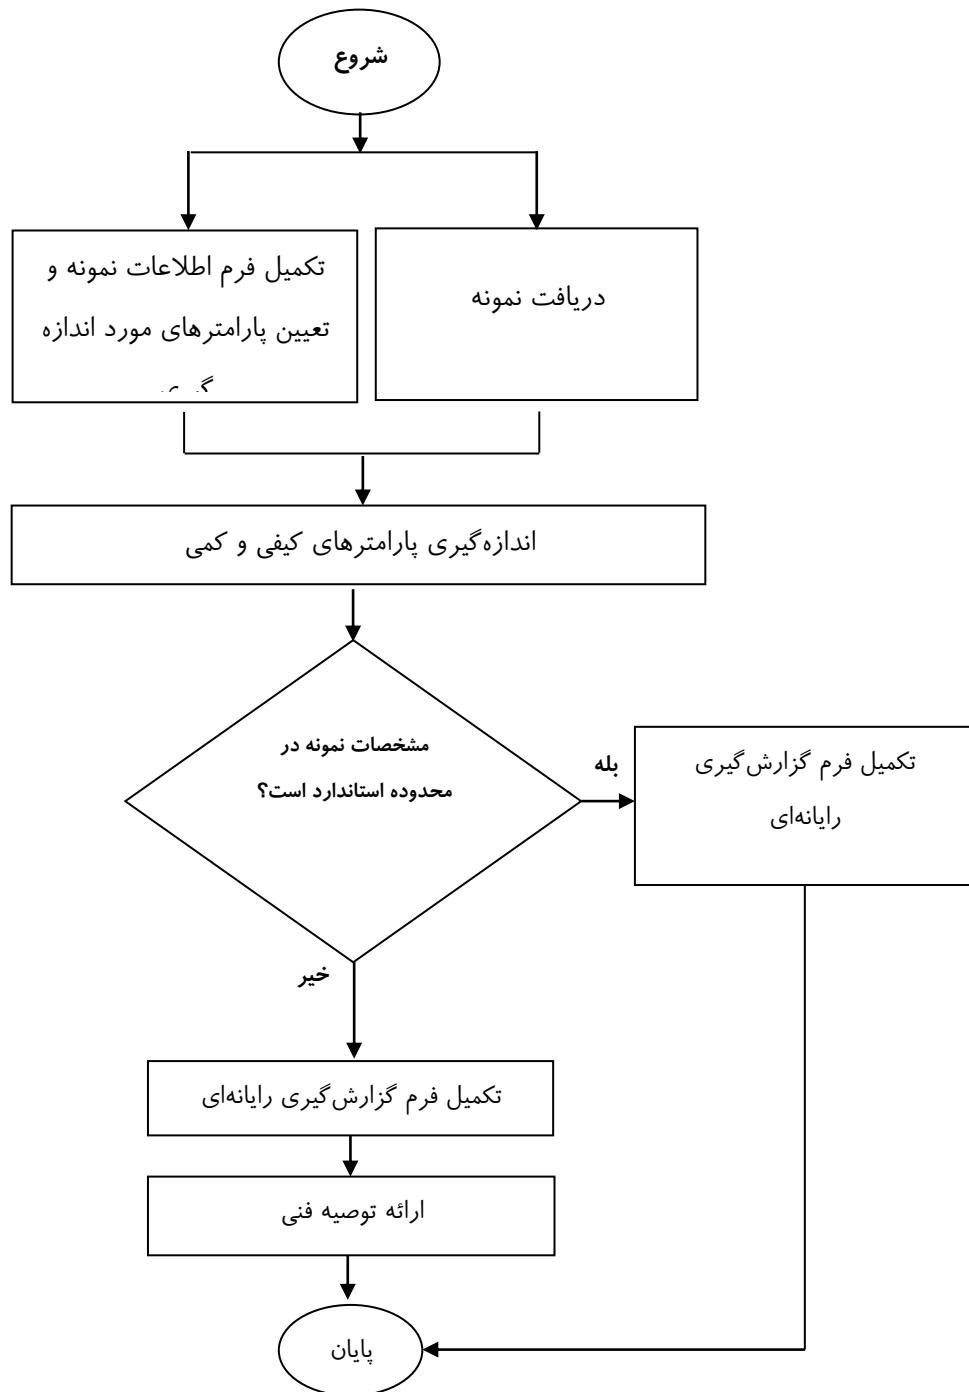 شروع
دریافت نمونه
تکمیل فرم اطلاعات نمونه و
تعیین پارامترهای مورد اندازه
اندازه‌گیری پارامترهای کیفی و کمی
مشخصات نمونه در
محدوده استاندارد است؟
بله
تکمیل فرم گزارش‌گیری
رایانه‌ای
خیر
تکمیل فرم گزارش‌گیری رایانه‌ای
ارائه توصیه فنی
پایان